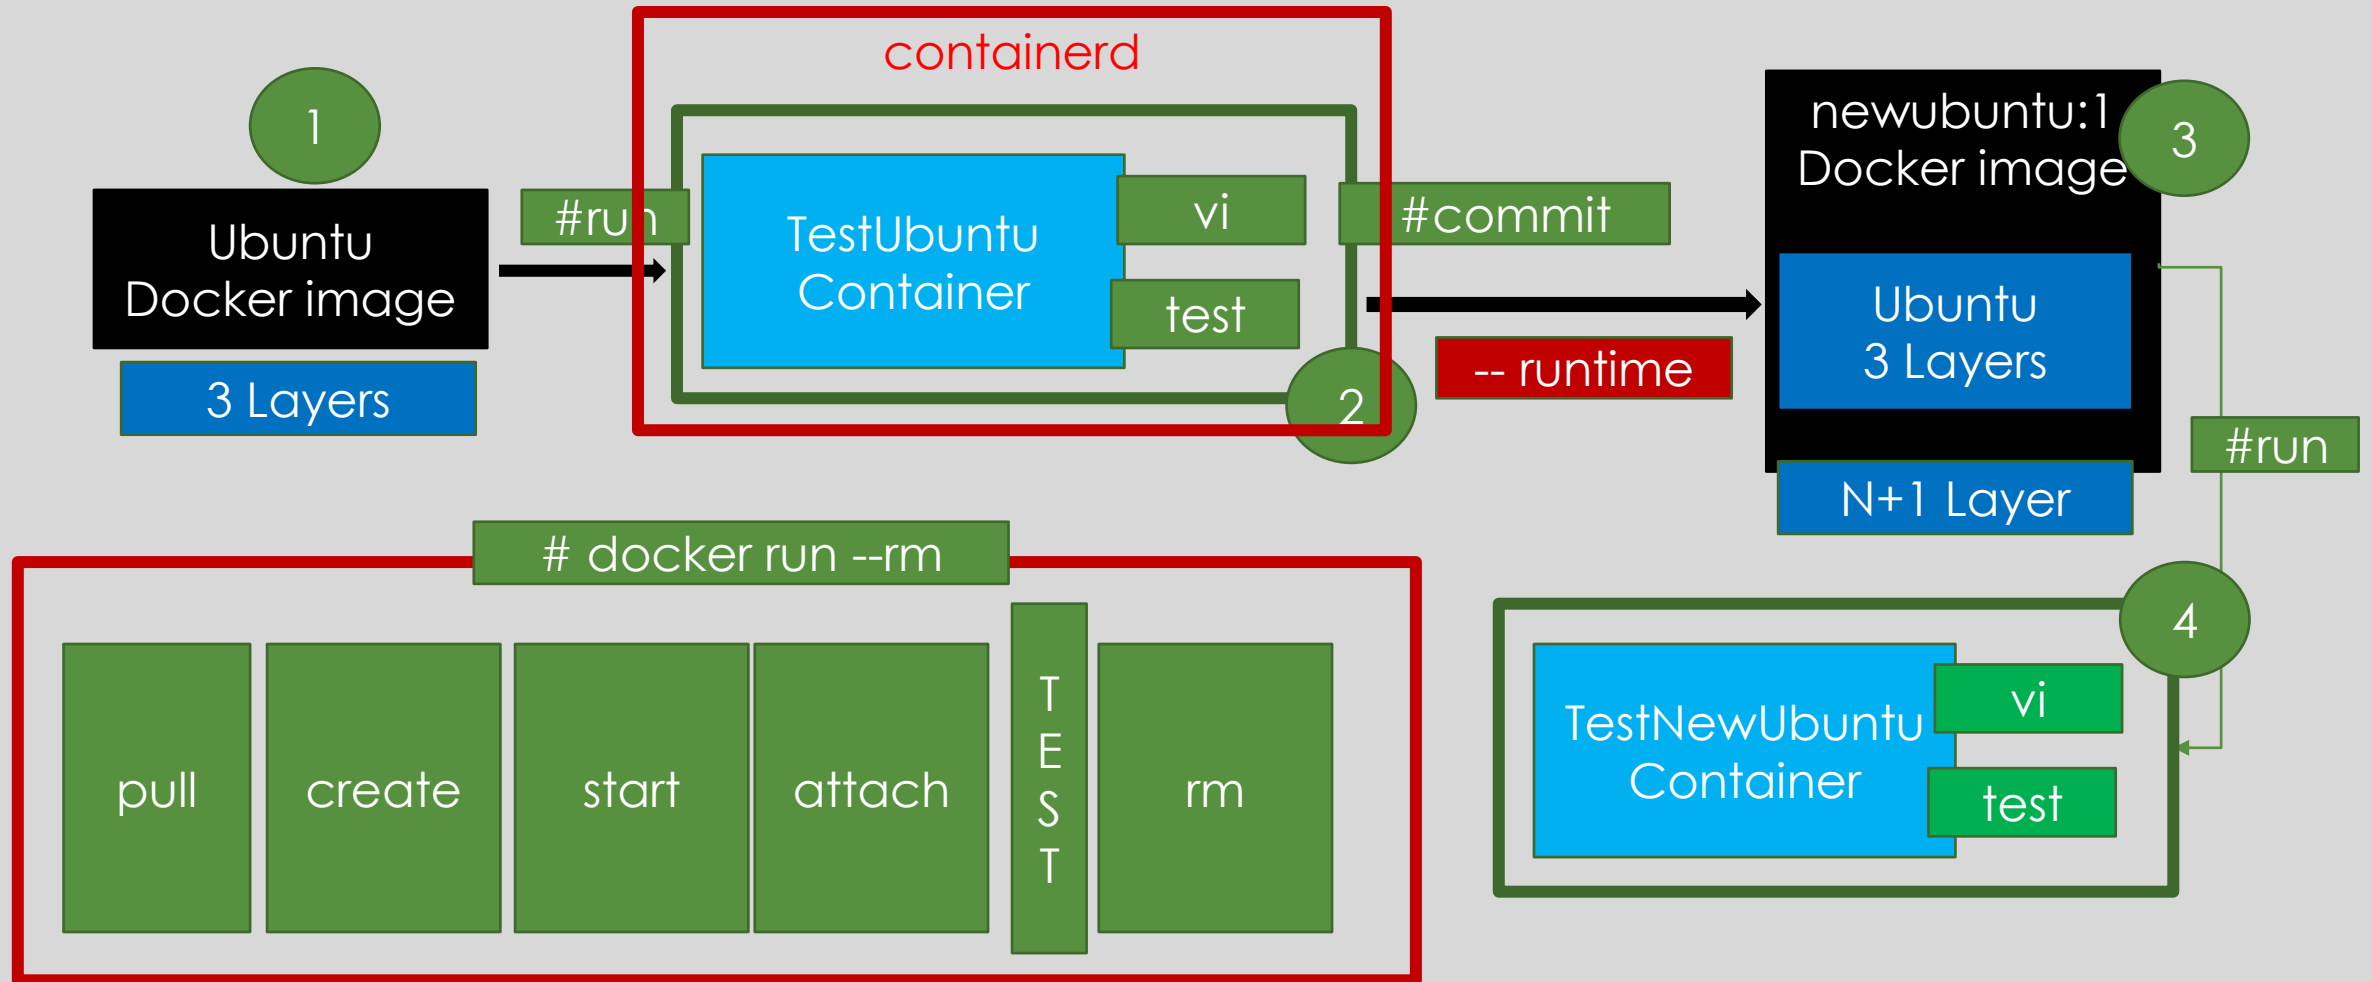 containerd
1
Ubuntu
Docker image
3 Layers
#run
TestUbuntu
Container
vi
test
2
#commit
-- runtime
newubuntu:1
Docker image
3
Ubuntu
3 Layers
N+1 Layer
#run
# docker run --rm
pull
create
start
attach
T
E
S
T
rm
4
TestNewUbuntu
Container
vi
test